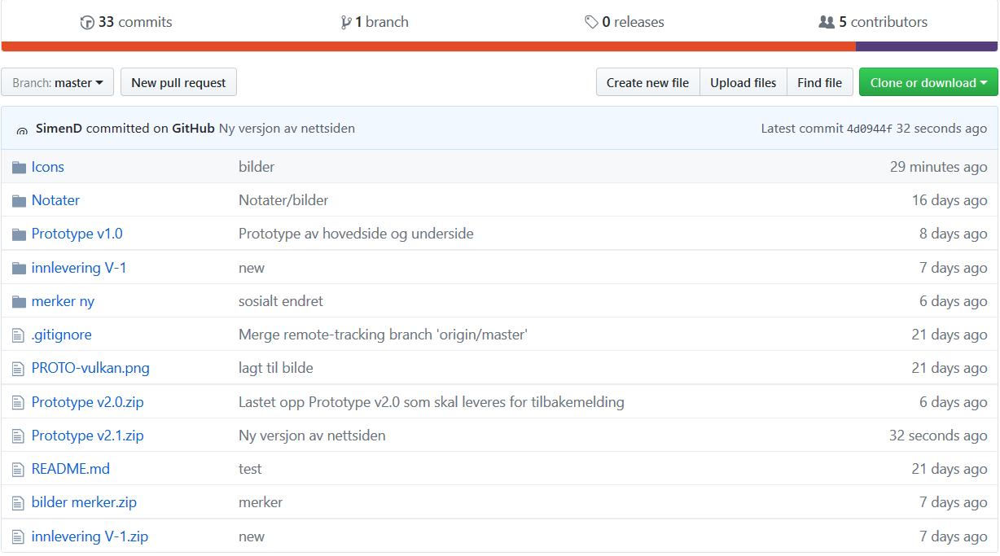 33 commits 1 branch 0 releases 5 contributors
Branch: master New pull request Create new file Upload files Find file Clone or download
SimenD committed on GitHub Ny versjon av nettsiden Latest commit 4d0944f 32 seconds ago
Icons bilder 29 minutes ago
Notater Notater/bilder 16 days ago
Prototype v1.0 Prototype av hovedside og underside 8 days ago
innlevering V-1 new 7 days ago
merker ny sosialt endret 6 days ago
.gitignore Merge remote-tracking branch 'origin/master' 21 days ago
PROTO-vulkan.png lagt til bilde 21 days ago
Prototype v2.0.zip Lastet opp Prototype v2.0 som skal leveres for tilbakemelding 6 days ago
Prototype v2.1.zip Ny versjon av nettsiden 32 seconds ago
README.md test 21 days ago
bilder merker.zip merker 7 days ago
innlevering V-1.zip new 7 days ago